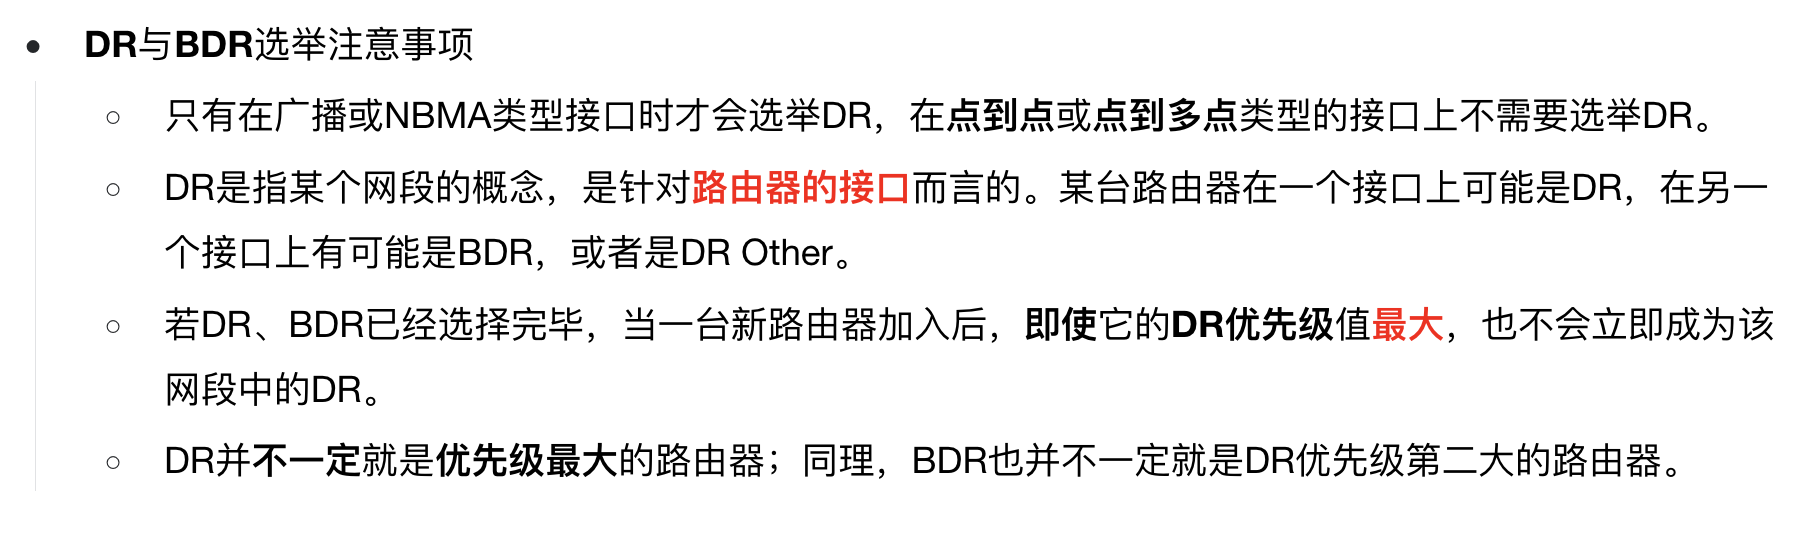 DR与BDR选举注意事项
只有在广播或NBMA类型接口时才会选举DR，在点到点或点到多点类型的接口上不需要选举DR。
DR是指某个网段的概念，是针对路由器的接口而言的。某台路由器在一个接口上可能是DR，在另一
个接口上有可能是BDR，或者是DR Other。
若DR、BDR已经选择完毕，当一台新路由器加入后，即使它的DR优先级值最大，也不会立即成为该
网段中的DR。
DR并不一定就是优先级最大的路由器；同理，BDR也并不一定就是DR优先级第二大的路由器。